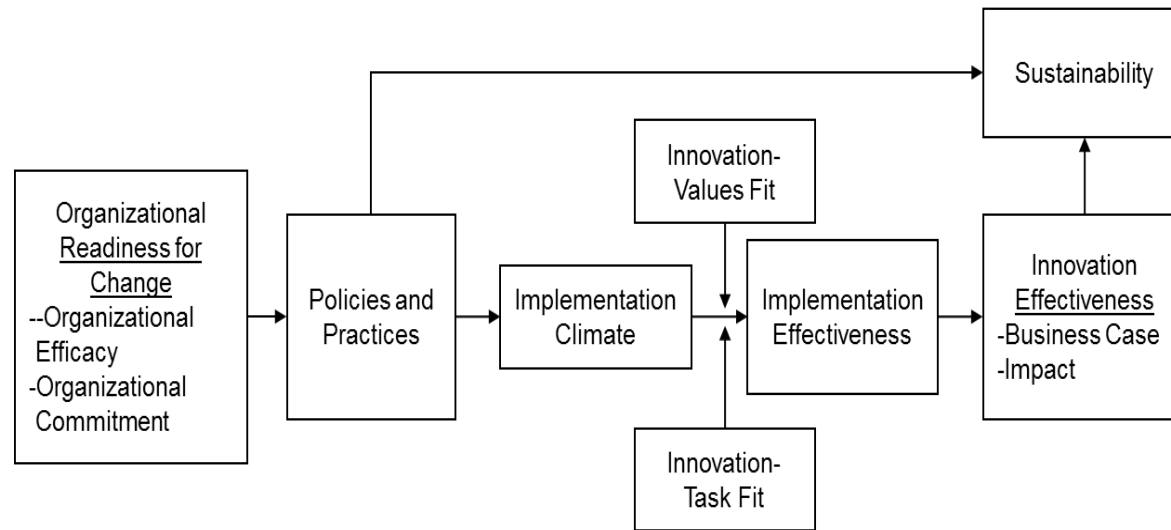 Organizational
Readiness for
Change
--Organizational
Efficacy
-Organizational
Commitment
Policies and
Practices
Implementation
Climate
Innovation-
Values Fit
Innovation-
Task Fit
Implementation
Effectiveness
Innovation
Effectiveness
-Business Case
-Impact
Sustainability